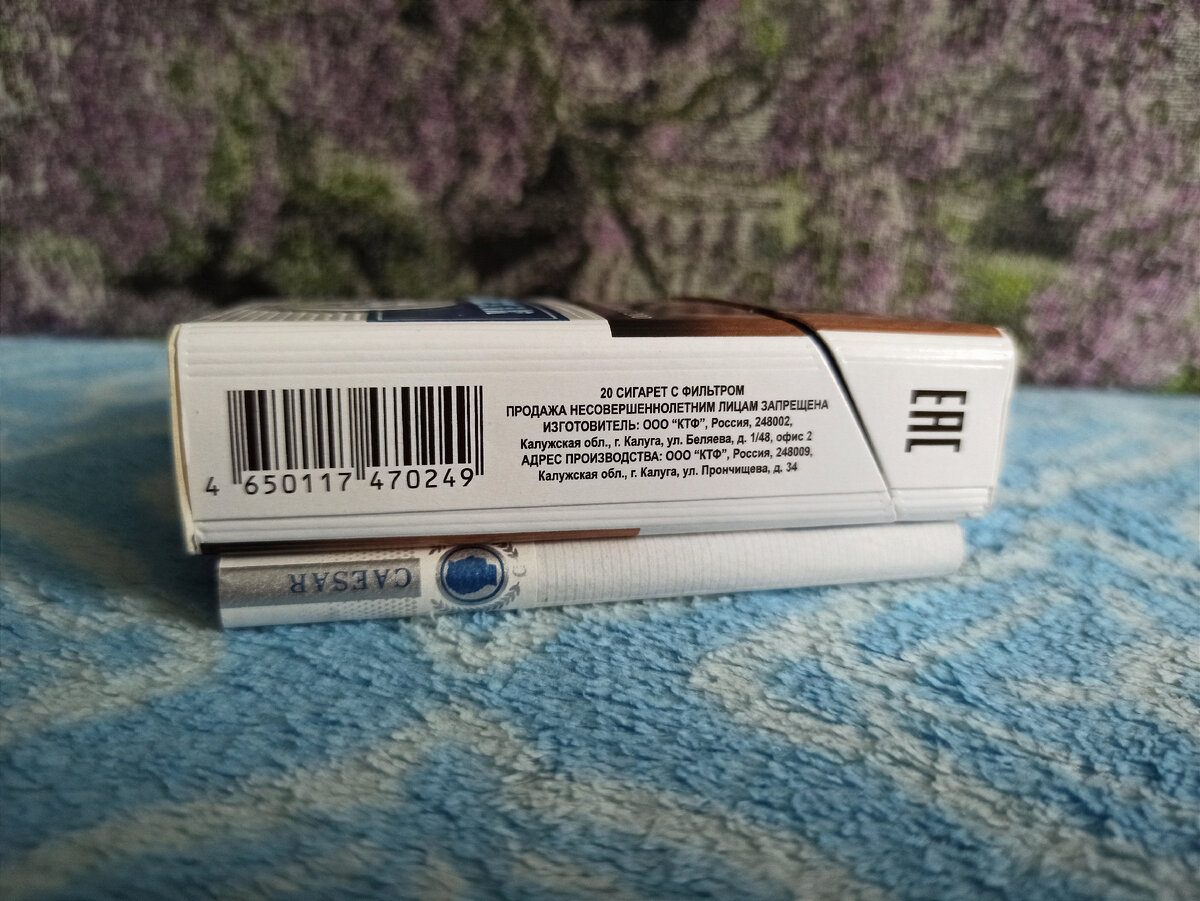 20 СИГАРЕТ С ФИЛЬТРОМ
ПРОДАЖА НЕСОВЕРШЕННОЛЕТНИМ ЛИЦАМ ЗАПРЕЩЕНА
ИЗГОТОВИТЕЛЬ: ООО "КТФ", Россия, 248002,
Калужская обл., г. Калуга, ул. Беляева, д. 1/48, офис 2
АДРЕС ПРОИЗВОДСТВА: ООО "КТФ", Россия, 248009,
Калужская обл., г. Калуга, ул. Прончищева, д. 34
4 650117 470249
ЕАС
CAESAR